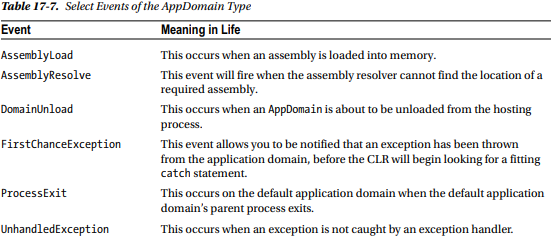 Table 17-7. Select Events of the AppDomain Type
Event Meaning in Life
AssemblyLoad This occurs when an assembly is loaded into memory.
AssemblyResolve This event will fire when the assembly resolver cannot find the location of a
required assembly.
DomainUnload This occurs when an AppDomain is about to be unloaded from the hosting
process.
FirstChanceException This event allows you to be notified that an exception has been thrown
from the application domain, before the CLR will begin looking for a fitting
catch statement.
ProcessExit This occurs on the default application domain when the default application
domain's parent process exits.
UnhandledException This occurs when an exception is not caught by an exception handler.